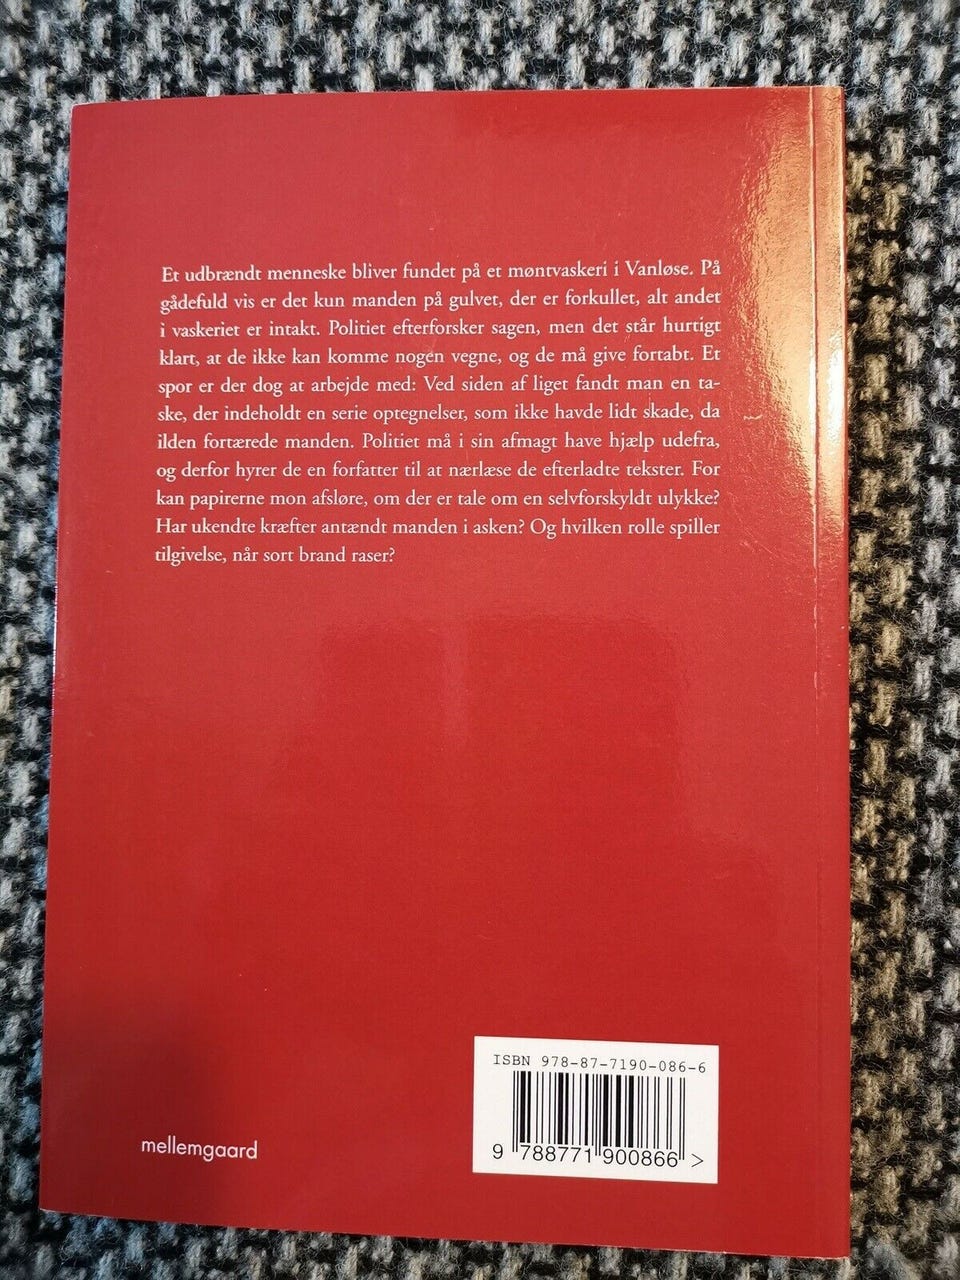 Et udbrændt menneske bliver fundet på et møntvaskeri i Vanløse. På
gådefuld vis er det kun manden på gulvet, der er forkullet, alt andet
i vaskeriet er intakt. Politiet efterforsker sagen, men det står hurtigt
klart, at de ikke kan komme nogen vegne, og de må give fortabt. Et
spor er der dog at arbejde med: Ved siden af liget fandt man en ta-
ske, der indeholdt en serie optegnelser, som ikke havde lidt skade, da
ilden fortærede manden. Politiet må i sin afmagt have hjælp udefra,
og derfor hyrer de en forfatter til at nærlæse de efterladte tekster. For
kan papirerne mon afsløre, om der er tale om en selvforskyldt ulykke?
Har ukendte kræfter antændt manden i asken? Og hvilken rolle spiller
tilgivelse, når sort brand raser?
ISBN 978-87-7190-086-6
9 788771 900866 >
mellemgaard